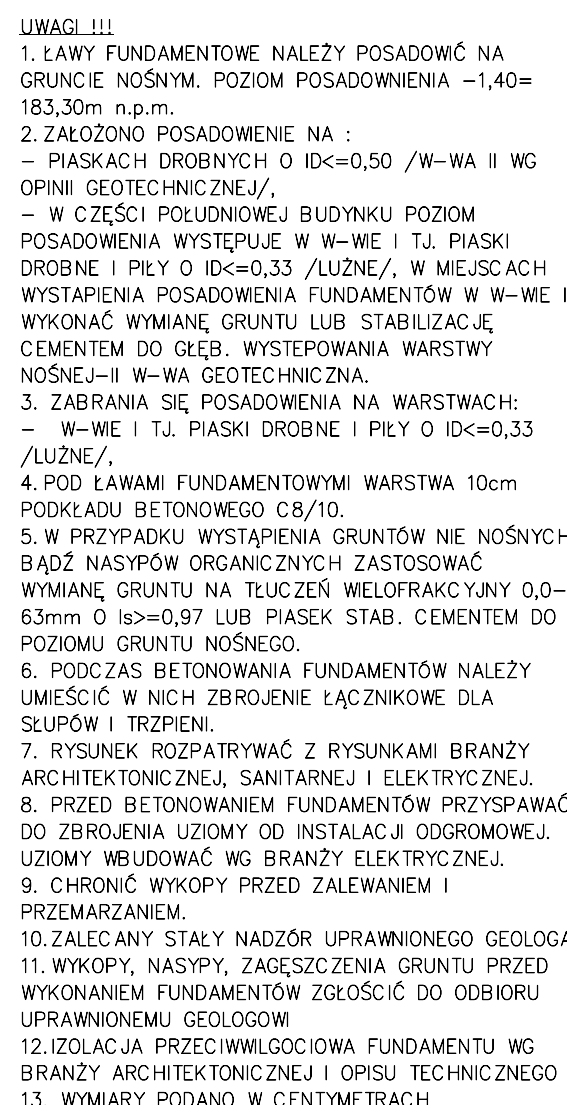 UWAGI !!!
1. ŁAWY FUNDAMENTOWE NALEŻY POSADOWIĆ NA
GRUNCIE NOŚNYM. POZIOM POSADOWNIENIA −1,40=
183,30m n.p.m.
2. ZAŁOŻONO POSADOWIENIE NA :
− PIASKACH DROBNYCH O ID<=0,50 /W−WA II WG
OPINII GEOTECHNICZNEJ/,
− W CZĘŚCI POŁUDNIOWEJ BUDYNKU POZIOM
POSADOWIENIA WYSTĘPUJE W W−WIE I TJ. PIASKI
DROBNE I PIŁY O ID<=0,33 /LUŹNE/, W MIEJSCACH
WYSTAPIENIA POSADOWIENIA FUNDAMENTÓW W W−WIE I
WYKONAĆ WYMIANĘ GRUNTU LUB STABILIZACJĘ
CEMENTEM DO GŁĘB. WYSTEPOWANIA WARSTWY
NOŚNEJ−II W−WA GEOTECHNICZNA.
3. ZABRANIA SIĘ POSADOWIENIA NA WARSTWACH:
− W−WIE I TJ. PIASKI DROBNE I PIŁY O ID<=0,33
/LUŹNE/,
4. POD ŁAWAMI FUNDAMENTOWYMI WARSTWA 10cm
PODKŁADU BETONOWEGO C8/10.
5. W PRZYPADKU WYSTĄPIENIA GRUNTÓW NIE NOŚNYCH
BĄDŹ NASYPÓW ORGANICZNYCH ZASTOSOWAĆ
WYMIANĘ GRUNTU NA TŁUCZEŃ WIELOFRAKCYJNY 0,0−
63mm O Is>=0,97 LUB PIASEK STAB. CEMENTEM DO
POZIOMU GRUNTU NOŚNEGO.
6. PODCZAS BETONOWANIA FUNDAMENTÓW NALEŻY
UMIEŚCIĆ W NICH ZBROJENIE ŁĄCZNIKOWE DLA
SŁUPÓW I TRZPIENI.
7. RYSUNEK ROZPATRYWAĆ Z RYSUNKAMI BRANŻY
ARCHITEKTONICZNEJ, SANITARNEJ I ELEKTRYCZNEJ.
8. PRZED BETONOWANIEM FUNDAMENTÓW PRZYSPAWAĆ
DO ZBROJENIA UZIOMY OD INSTALACJI ODGROMOWEJ.
UZIOMY WBUDOWAĆ WG BRANŻY ELEKTRYCZNEJ.
9. CHRONIĆ WYKOPY PRZED ZALEWANIEM I
PRZEMARZANIEM.
10. ZALECANY STAŁY NADZÓR UPRAWNIONEGO GEOLOGA
11. WYKOPY, NASYPY, ZAGĘSZCZENIA GRUNTU PRZED
WYKONANIEM FUNDAMENTÓW ZGŁOŚCIĆ DO ODBIORU
UPRAWNIONEMU GEOLOGOWI
12. IZOLACJA PRZECIWWILGOCIOWA FUNDAMENTU WG
BRANŻY ARCHITEKTONICZNEJ I OPISU TECHNICZNEGO
13. WYMIARY PODANO W CENTYMETRACH